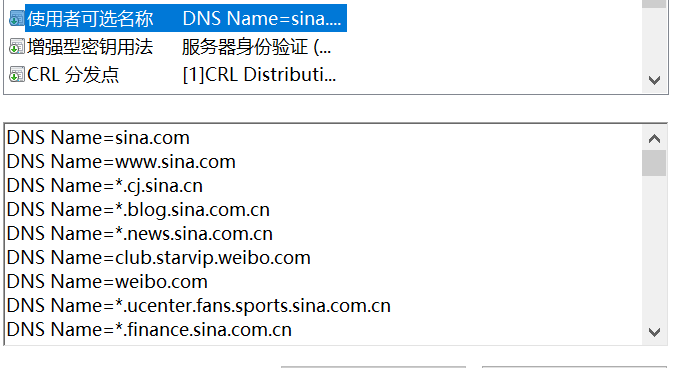 使用者可选名称 DNS Name=sina....
增强型密钥用法 服务器身份验证 (...
CRL 分发点 [1]CRL Distributi...
DNS Name=sina.com
DNS Name=www.sina.com
DNS Name=*.cj.sina.cn
DNS Name=*.blog.sina.com.cn
DNS Name=*.news.sina.com.cn
DNS Name=club.starvip.weibo.com
DNS Name=weibo.com
DNS Name=*.ucenter.fans.sports.sina.com.cn
DNS Name=*.finance.sina.com.cn